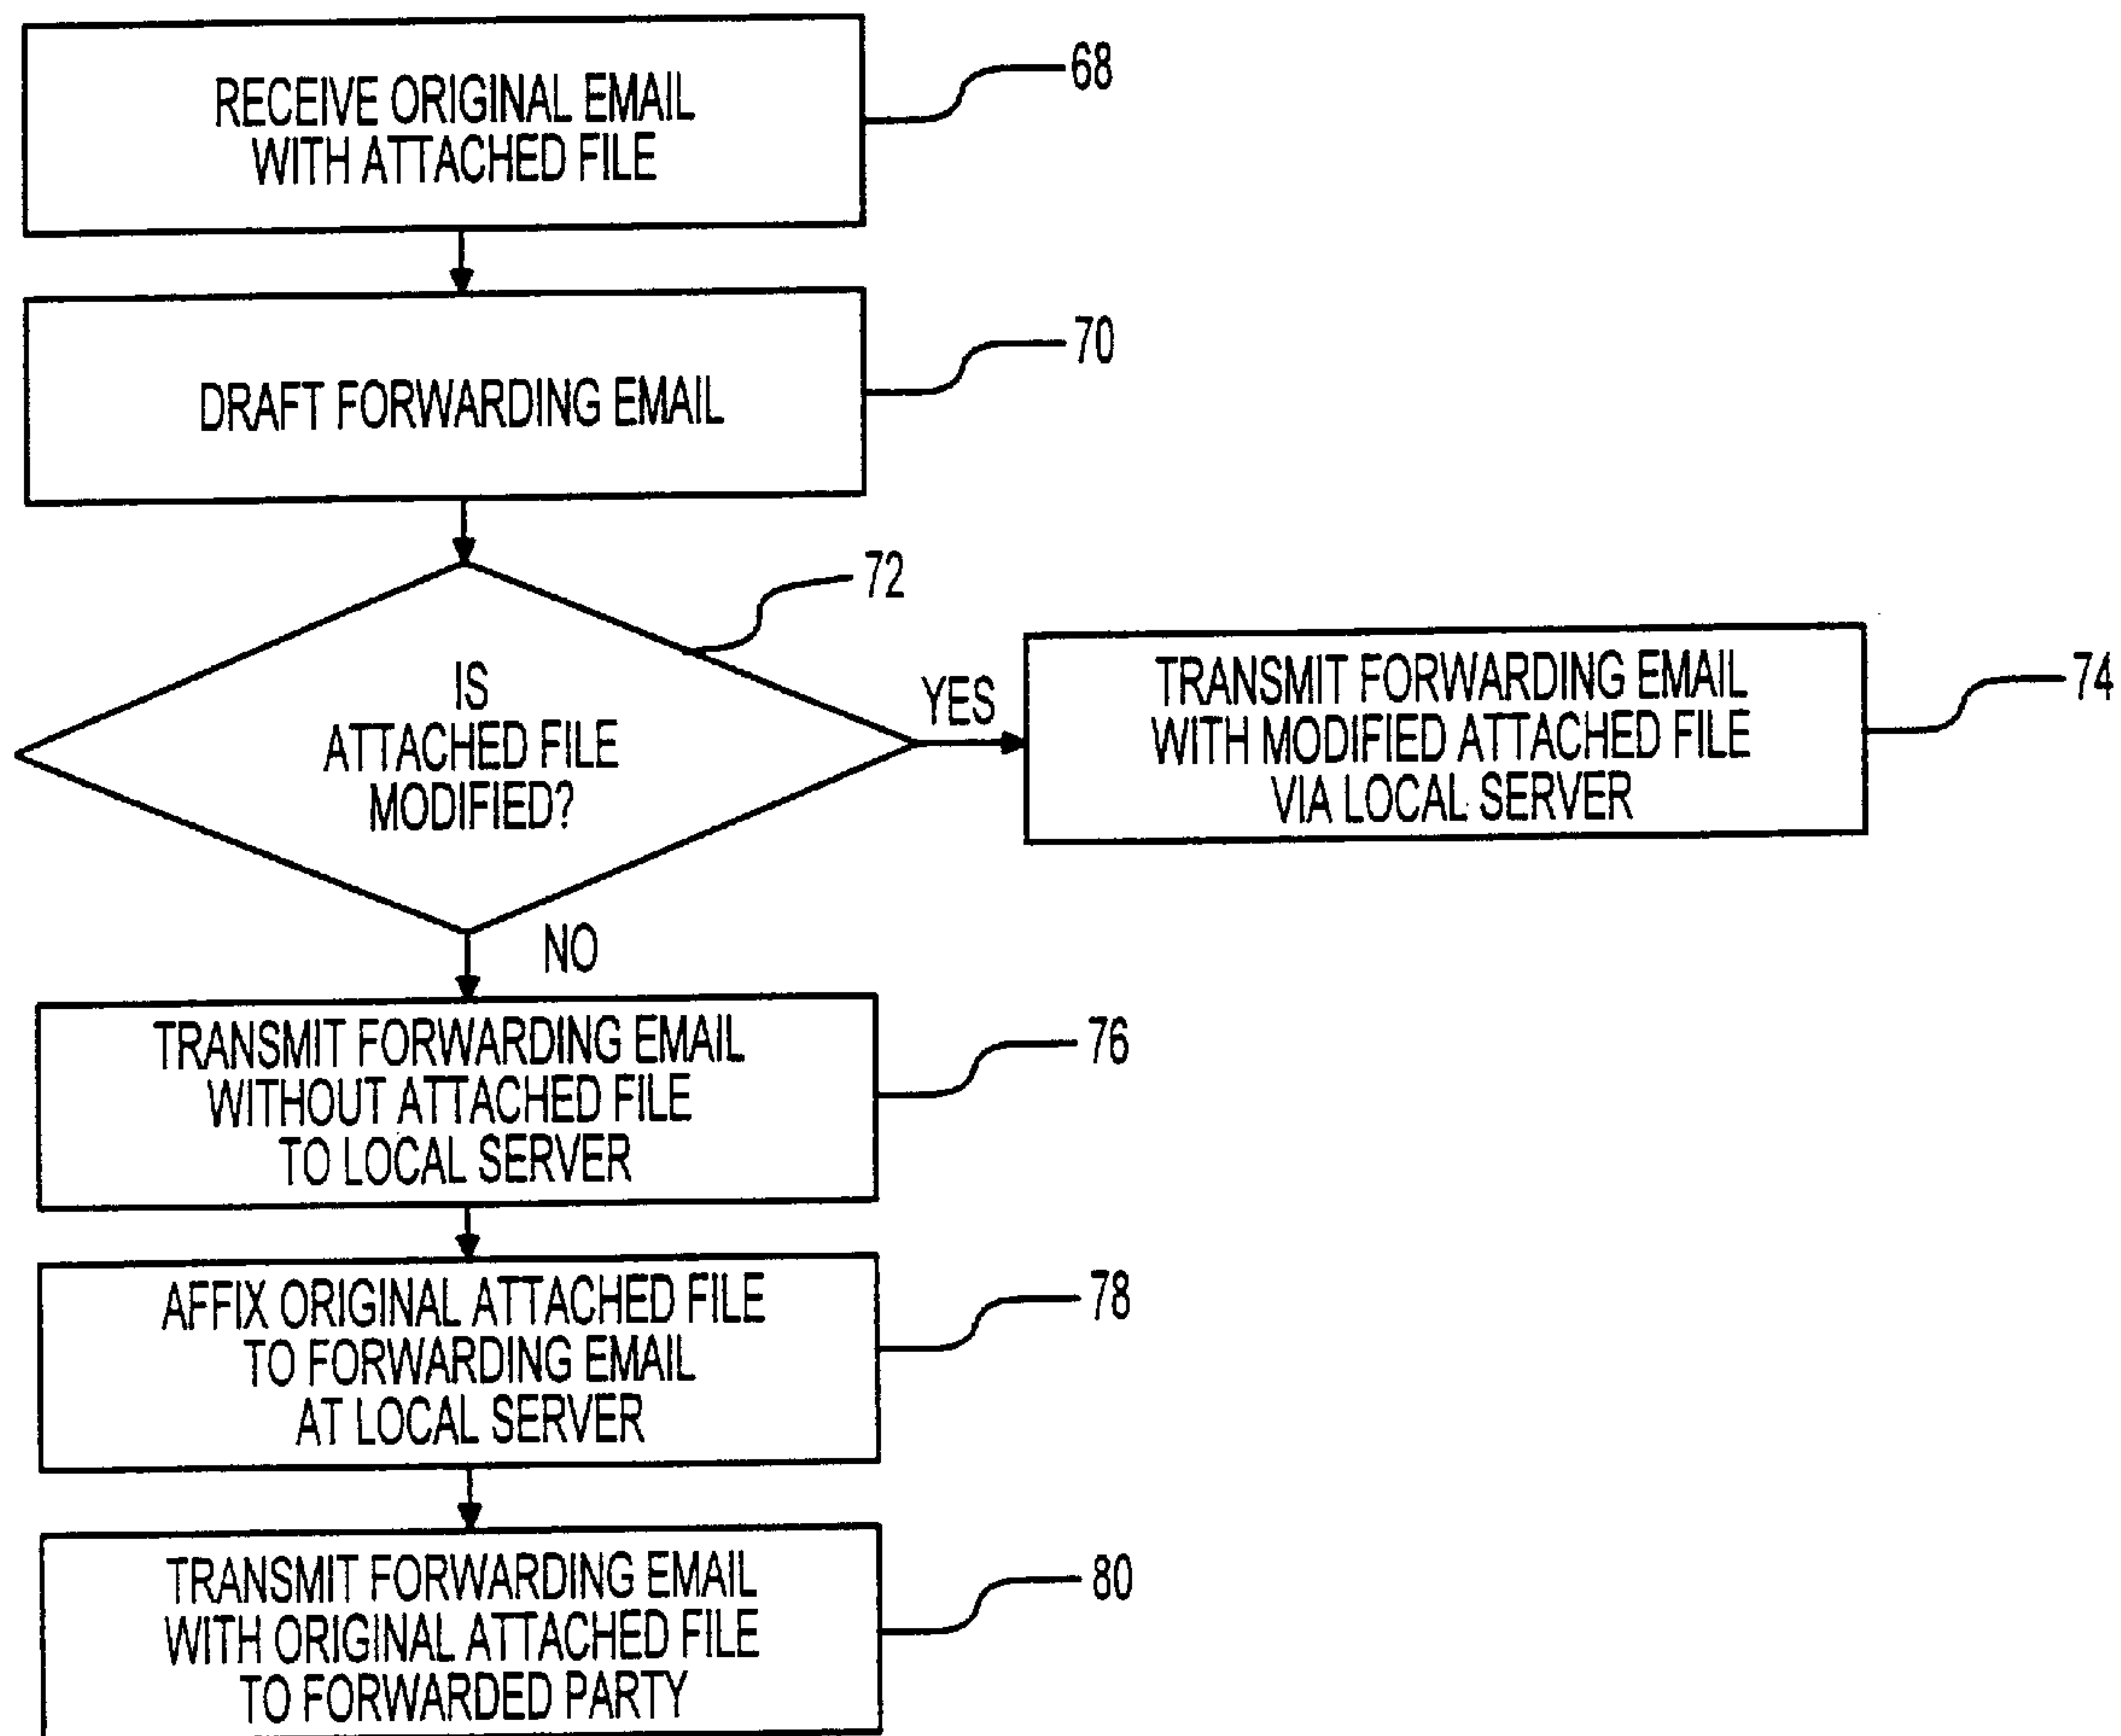 RECEIVE ORIGINAL EMAIL
WITH ATTACHED FILE
68
DRAFT FORWARDING EMAIL
70
72
IS
ATTACHED FILE
MODIFIED?
YES
TRANSMIT FORWARDING EMAIL
WITH MODIFIED ATTACHED FILE
VIA LOCAL SERVER
74
NO
TRANSMIT FORWARDING EMAIL
WITHOUT ATTACHED FILE
TO LOCAL SERVER
76
AFFIX ORIGINAL ATTACHED FILE
TO FORWARDING EMAIL
AT LOCAL SERVER
78
TRANSMIT FORWARDING EMAIL
WITH ORIGINAL ATTACHED FILE
TO FORWARDED PARTY
80